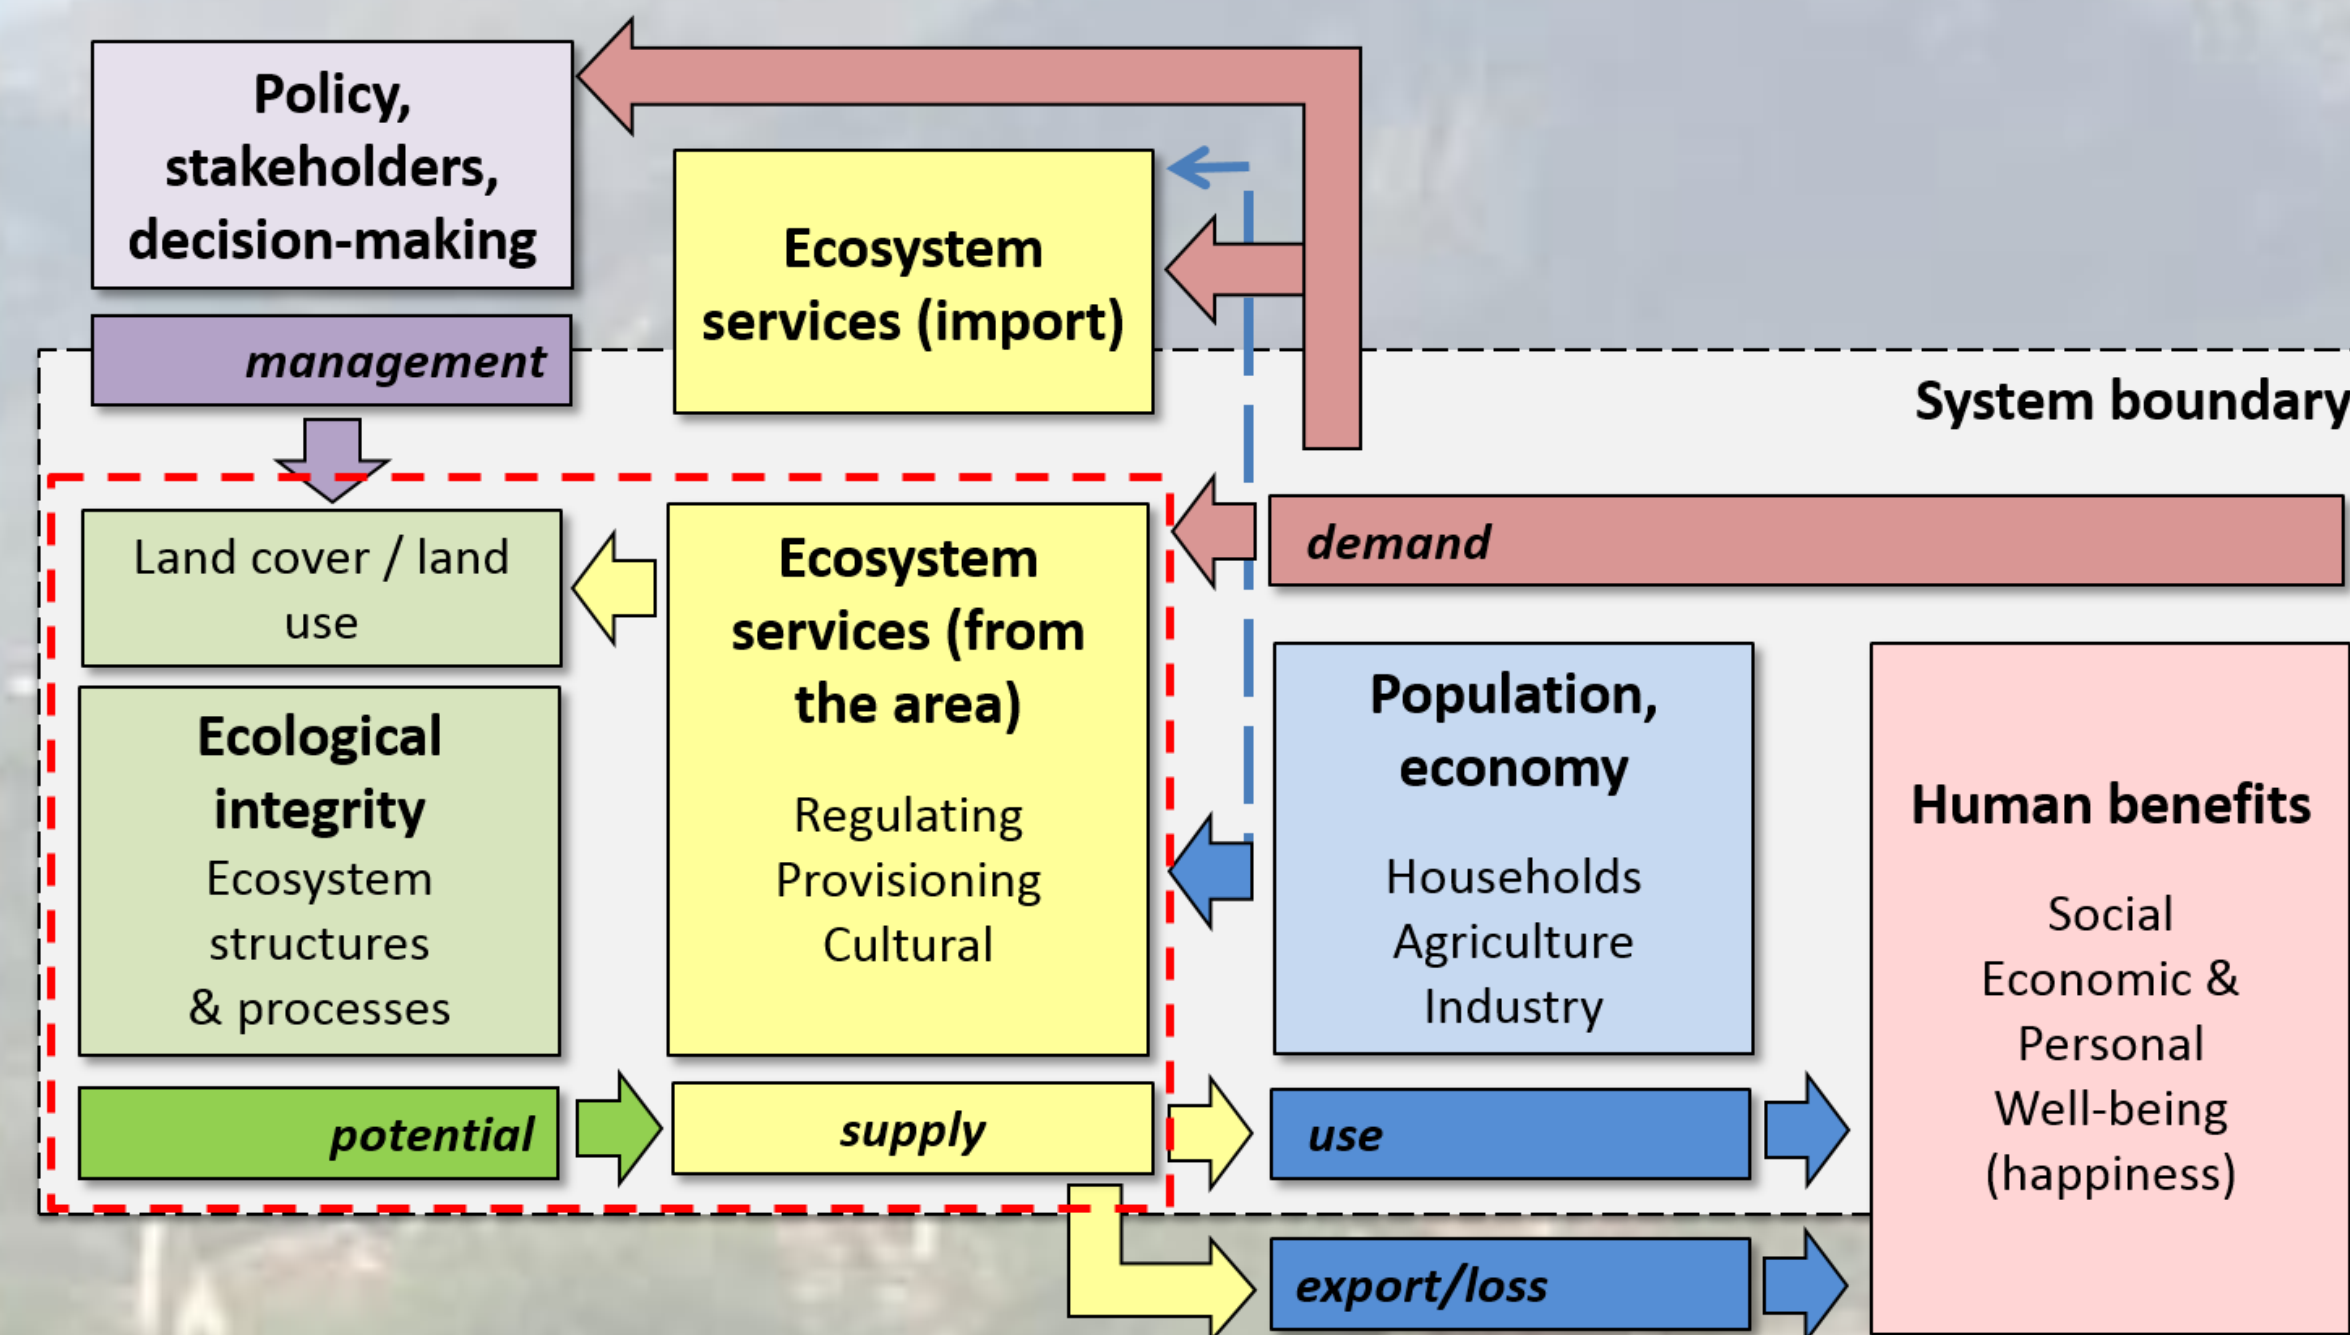 Policy,
stakeholders,
decision-making
management
Ecosystem
services (import)
System boundary
Land cover / land
use
Ecological
integrity
Ecosystem
structures
& processes
potential
Ecosystem
services (from
the area)
Regulating
Provisioning
Cultural
supply
demand
Population,
economy
Households
Agriculture
Industry
use
export/loss
Human benefits
Social
Economic &
Personal
Well-being
(happiness)